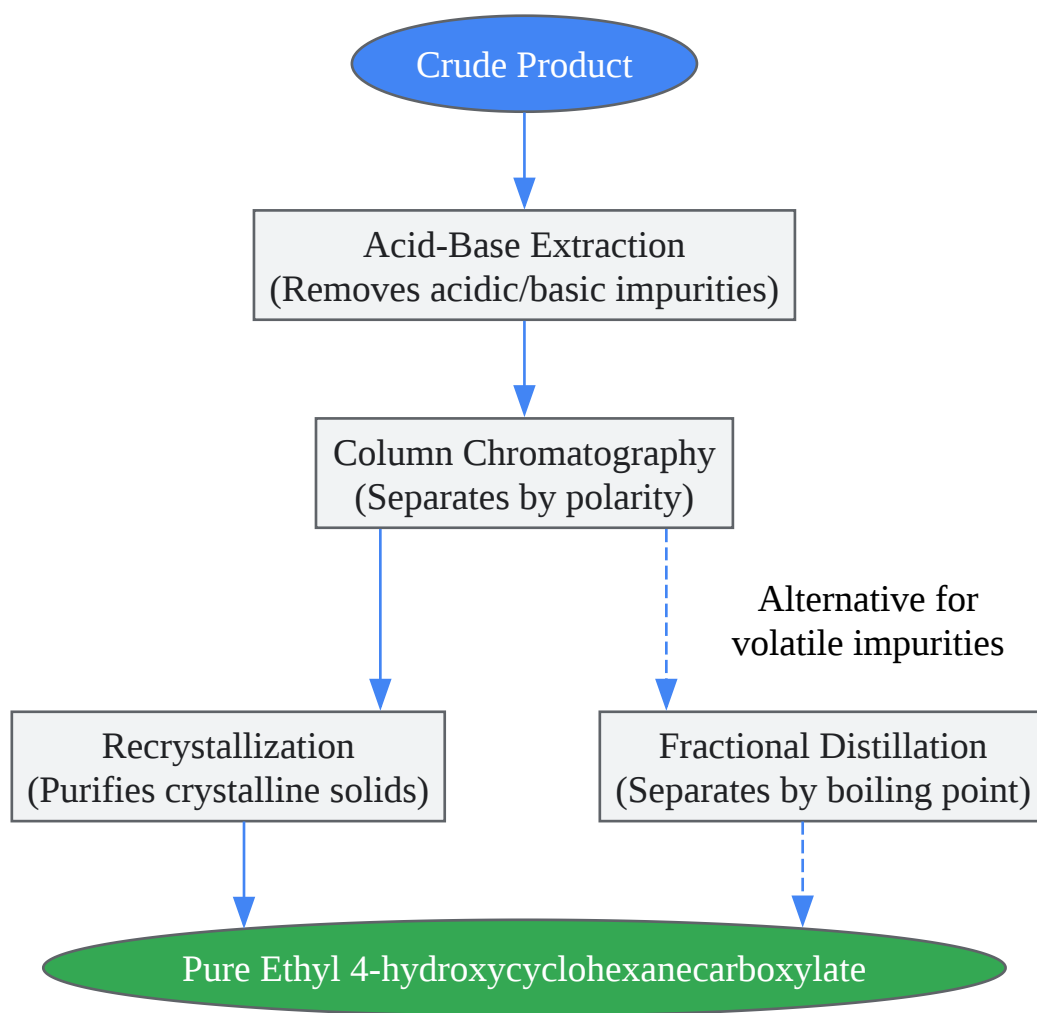 Crude Product
Acid-Base Extraction
(Removes acidic/basic impurities)
Column Chromatography
(Separates by polarity)
Alternative for
volatile impurities
Recrystallization
(Purifies crystalline solids)
Fractional Distillation
(Separates by boiling point)
Pure Ethyl 4-hydroxycyclohexanecarboxylate